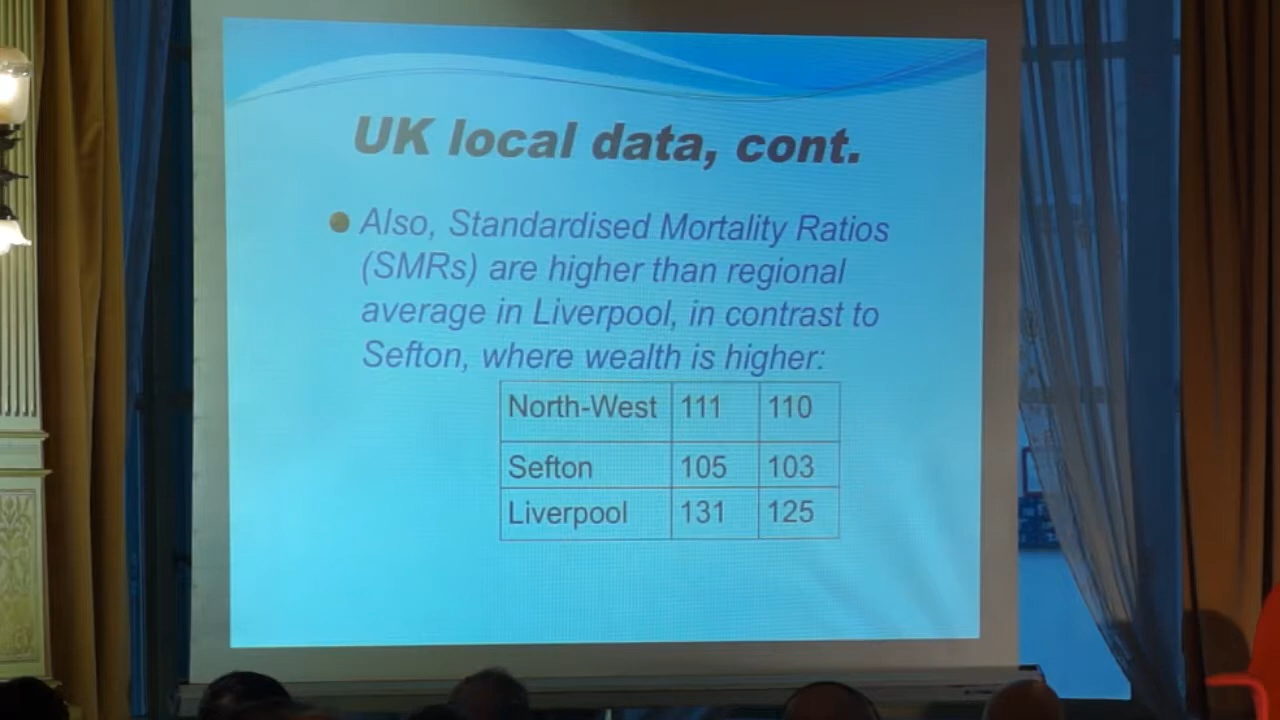 UK local data, cont.
Also, Standardised Mortality Ratios
(SMRs) are higher than regional
average in Liverpool, in contrast to
Sefton, where wealth is higher:
North-West 111 110
Sefton 105 103
Liverpool 131 125